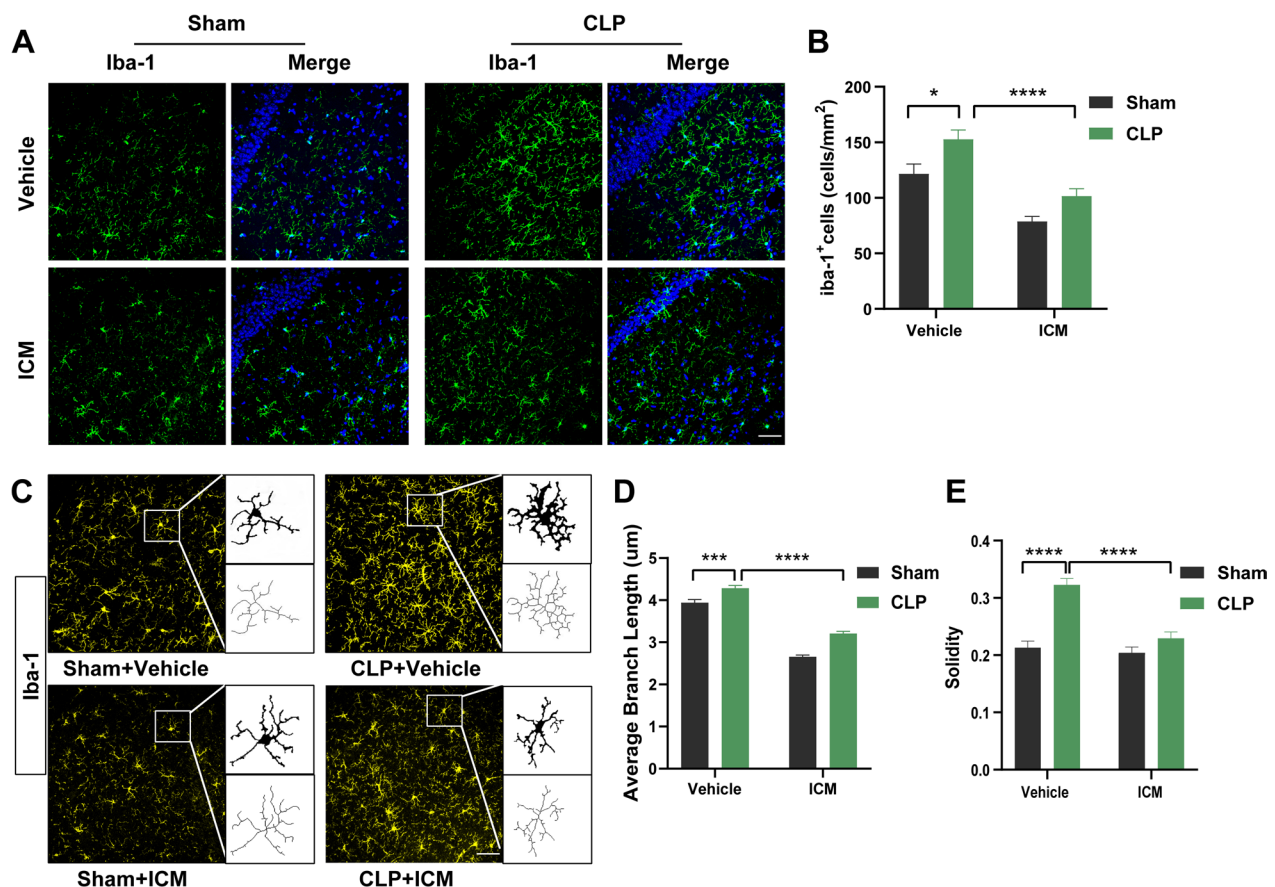 A
Sham
CLP
Iba-1
Merge
Iba-1
Merge
Vehicle
ICM
B
iba-1+cells (cells/mm2)
200
150
100
50
0
*
****
Sham
CLP
Vehicle
ICM
C
Iba-1
Sham+Vehicle
CLP+Vehicle
Sham+ICM
CLP+ICM
D
Average Branch Length (um)
5
4
3
2
1
0
***
****
Sham
CLP
Vehicle
ICM
E
Solidity
0.4
0.3
0.2
0.1
0.0
****
****
Sham
CLP
Vehicle
ICM